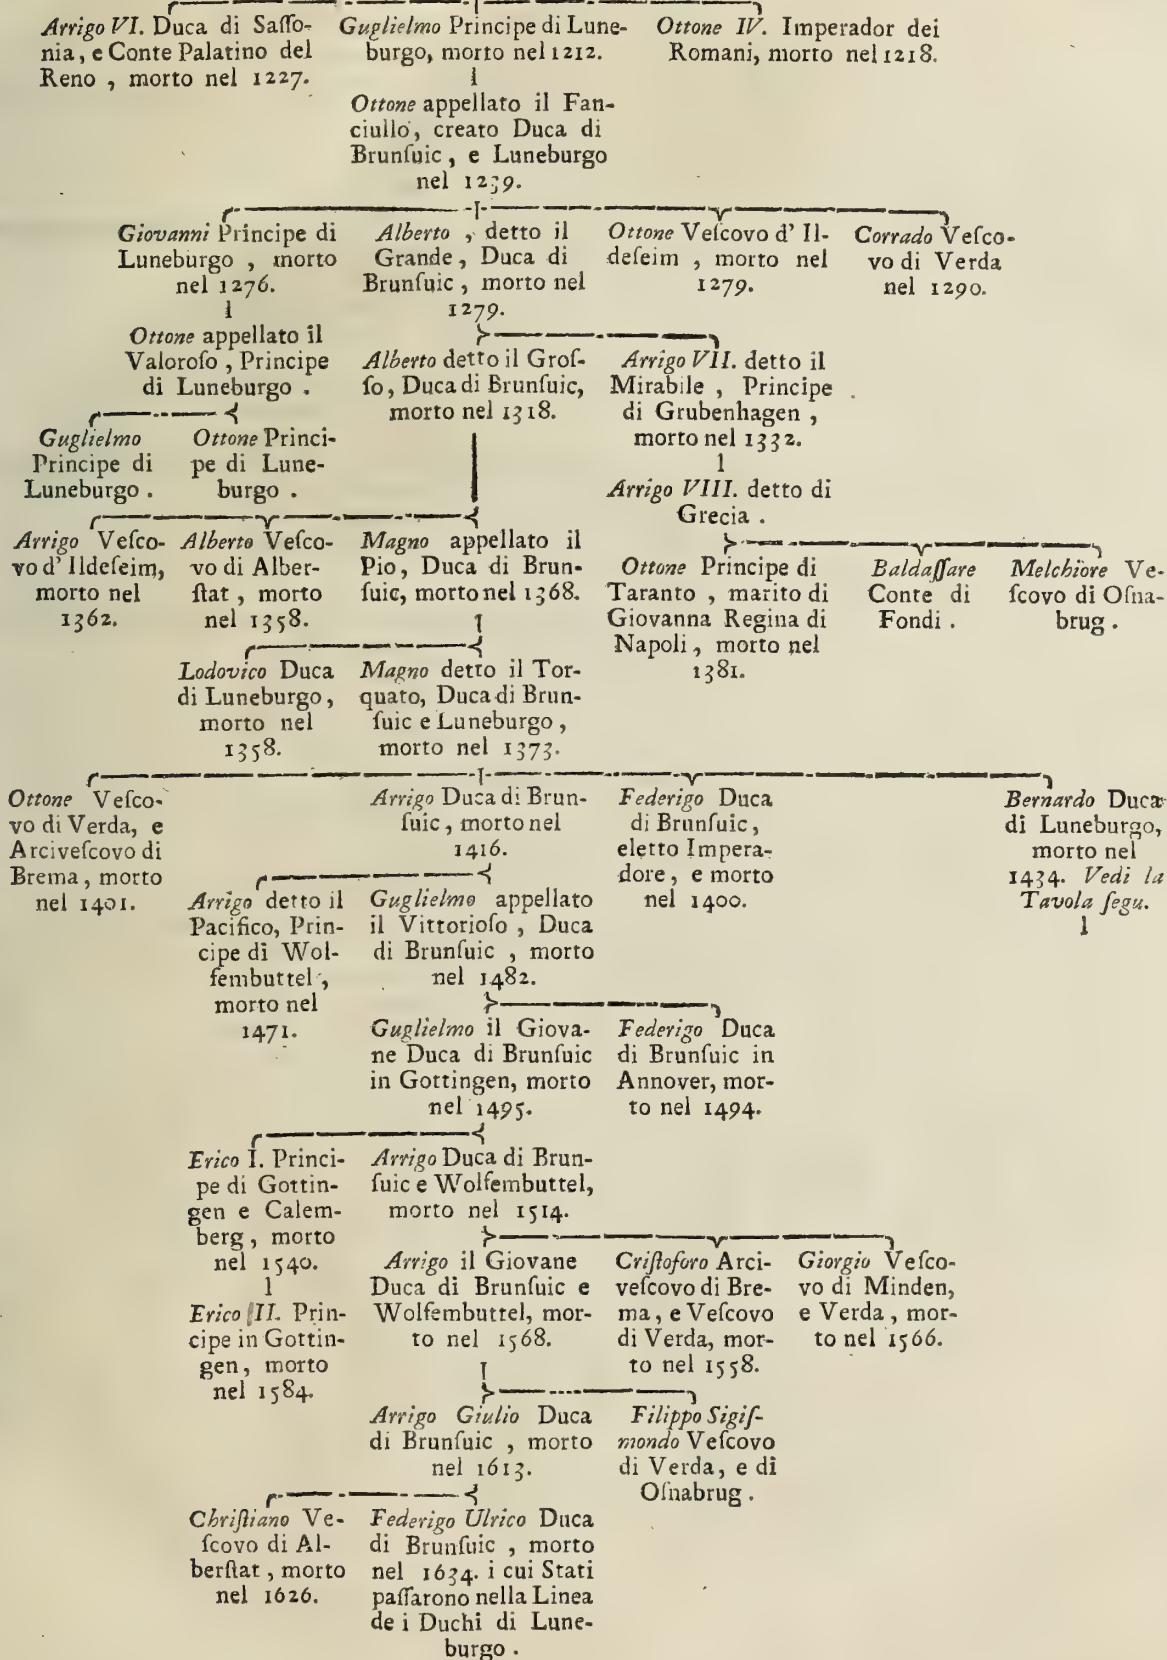 Arrigo VI. Duca di Saſſo-
nia, e Conte Palatino del
Reno, morto nel 1227.
Guglielmo Principe di Lune-
burgo, morto nel 1212.
Ottone IV. Imperador dei
Romani, morto nel 1218.
Ottone appellato il Fan-
ciullo, creato Duca di
Brunſuic, e Luneburgo
nel 1239.
Giovanni Principe di
Luneburgo, morto
nel 1276.
Alberto, detto il
Grande, Duca di
Brunſuic, morto nel
1279.
Ottone Veſcovo d' Il-
deſeim, morto nel
1279.
Corrado Veſco-
vo di Verda
nel 1290.
Ottone appellato il
Valoroſo, Principe
di Luneburgo.
Alberto detto il Groſ-
ſo, Duca di Brunſuic,
morto nel 1318.
Arrigo VII. detto il
Mirabile, Principe
di Grubenhagen,
morto nel 1332.
Guglielmo
Principe di
Luneburgo.
Ottone Princi-
pe di Lune-
burgo.
Arrigo VIII. detto di
Grecia.
Arrigo Veſco-
vo d' Ildeſeim,
morto nel
1362.
Alberto Veſco-
vo di Alber-
ſtat, morto
nel 1358.
Magno appellato il
Pio, Duca di Brun-
ſuic, morto nel 1368.
Ottone Principe di
Taranto, marito di
Giovanna Regina di
Napoli, morto nel
1381.
Baldaſſare
Conte di
Fondi.
Melchiore Ve-
ſcovo di Oſna-
brug.
Lodovico Duca
di Luneburgo,
morto nel
1358.
Magno detto il Tor-
quato, Duca di Brun-
ſuic e Luneburgo,
morto nel 1373.
Ottone Veſco-
vo di Verda, e
Arciveſcovo di
Brema, morto
nel 1401.
Arrigo Duca di Brun-
ſuic, morto nel
1416.
Federigo Duca
di Brunſuic,
eletto Impera-
dore, e morto
nel 1400.
Bernardo Duca
di Luneburgo,
morto nel
1434. Vedi la
Tavola ſegu.
Arrigo detto il
Pacifico, Prin-
cipe di Wol-
fembuttel,
morto nel
1471.
Guglielmo appellato
il Vittorioſo, Duca
di Brunſuic, morto
nel 1482.
Guglielmo il Giova-
ne Duca di Brunſuic
in Gottingen, morto
nel 1495.
Federigo Duca
di Brunſuic in
Annover, mor-
to nel 1494.
Erico I. Princi-
pe di Gottin-
gen e Calem-
berg, morto
nel 1540.
Arrigo Duca di Brun-
ſuic e Wolfembuttel,
morto nel 1514.
Erico II. Prin-
cipe in Gottin-
gen, morto
nel 1584.
Arrigo il Giovane
Duca di Brunſuic e
Wolfembuttel, mor-
to nel 1568.
Criſtoforo Arci-
veſcovo di Bre-
ma, e Veſcovo
di Verda, mor-
to nel 1558.
Giorgio Veſco-
vo di Minden,
e Verda, mor-
to nel 1566.
Arrigo Giulio Duca
di Brunſuic, morto
nel 1613.
Filippo Sigiſ-
mondo Veſcovo
di Verda, e di
Oſnabrug.
Chriſtiano Ve-
ſcovo di Al-
berſtat, morto
nel 1626.
Federigo Ulrico Duca
di Brunſuic, morto
nel 1634. i cui Stati
paſſarono nella Linea
de i Duchi di Lune-
burgo.